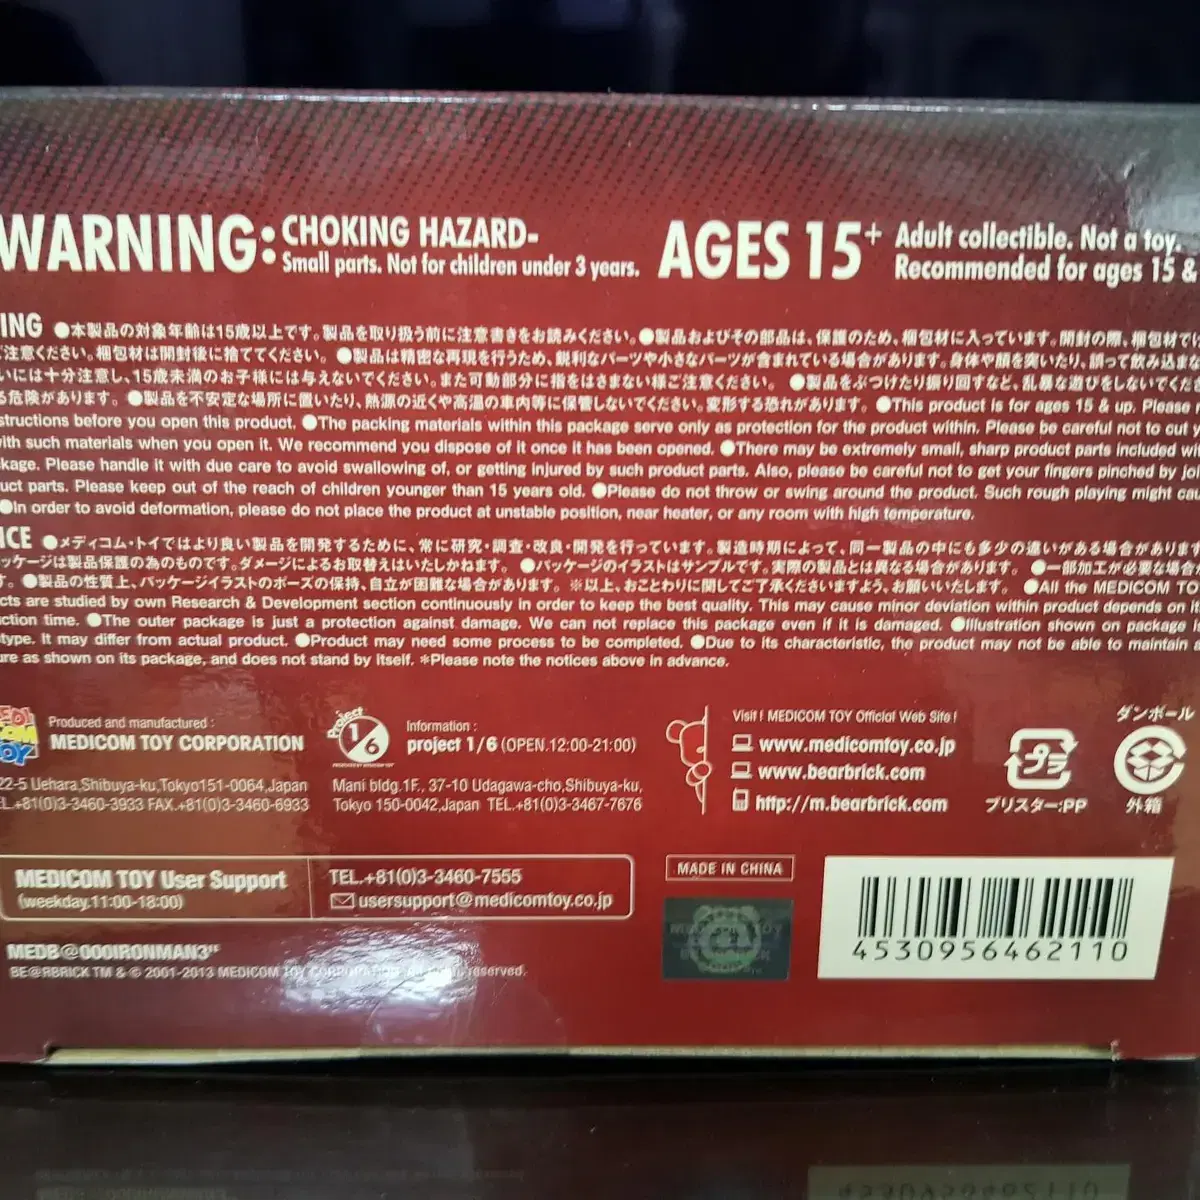 WARNING: CHOKING HAZARD-
Small parts. Not for children under 3 years.
AGES 15+ Adult collectible. Not a toy.
Recommended for ages 15 &
ING ●本製品の対象年齢は15歳以上です。製品を取り扱う前に注意書きをお読みください。●製品およびその部品は、保護のため、梱包材に入っています。開封の際、梱包材で
ご注意ください。梱包材は開封後に捨ててください。 ●製品は精密な再現を行うため、鋭利なパーツや小さなパーツが含まれている場合があります。身体や顔を突いたり、誤って飲み込ま
いには十分注意し、15歳未満のお子様には与えないでください。また可動部分に指をはさまない様ご注意ください。 ●製品をぶつけたり振り回すなど、乱暴な遊びをしないでくだ
る危険があります。 ●製品を不安定な場所に置いたり、熱源の近くや高温の車内等に保管しないでください。変形する恐れがあります。 ●This product is for ages 15 & up. Please
structions before you open this product. ●The packing materials within this package serve only as protection for the product within. Please be careful not to cut y
ith such materials when you open it. We recommend you dispose of it once it has been opened. ●There may be extremely small, sharp product parts included wi
kage. Please handle it with due care to avoid swallowing of, or getting injured by such product parts. Also, please be careful not to get your fingers pinched by joi
uct parts. Please keep out of the reach of children younger than 15 years old. ●Please do not throw or swing around the product. Such rough playing might ca
●In order to avoid deformation, please do not place the product at unstable position, near heater, or any room with high temperature.
ICE ●メディコム・トイではより良い製品を開発するために、常に研究・調査・改良・開発を行っています。製造時期によって、同一製品の中にも多少の違いがある場合があります
ッケージは製品保護の為のものです。ダメージによるお取替えはいたしかねます。 ●パッケージのイラストはサンプルです。実際の製品とは異なる場合があります。 ●一部加工が必要な場合
す。 ●製品の性質上、パッケージイラストのポーズの保持、自立が困難な場合があります。 ※以上、おことわりに関してご了承くださいますよう、お願いいたします。 ●All the MEDICOM TO
cts are studied by own Research & Development section continuously in order to keep the best quality. This may cause minor deviation within product depends on it
ction time. ●The outer package is just a protection against damage. We can not replace this package even if it is damaged. ●Illustration shown on package is
type. It may differ from actual product. ●Product may need some process to be completed. ●Due to its characteristic, the product may not be able to maintain a
ure as shown on its package, and does not stand by itself. *Please note the notices above in advance.
Produced and manufactured :
MEDICOM TOY CORPORATION
22-5 Uehara,Shibuya-ku,Tokyo151-0064,Japan
EL.+81(0)3-3460-3933 FAX.+81(0)3-3460-6933
Project 1/6
Information :
project 1/6 (OPEN.12:00-21:00)
Mani bldg.1F., 37-10 Udagawa-cho,Shibuya-ku,
Tokyo 150-0042,Japan TEL.+81(0)3-3467-7676
Visit ! MEDICOM TOY Official Web Site !
www.medicomtoy.co.jp
www.bearbrick.com
http://m.bearbrick.com
プラ
ブリスター:PP
ダンボール
外箱
MEDICOM TOY User Support
(weekday.11:00-18:00)
TEL.+81(0)3-3460-7555
usersupport@medicomtoy.co.jp
MADE IN CHINA
MEDB@000IRONMAN3"
BE@RBRICK TM & © 2001-2013 MEDICOM TOY CORPORATION. All rights reserved.
4530956462110